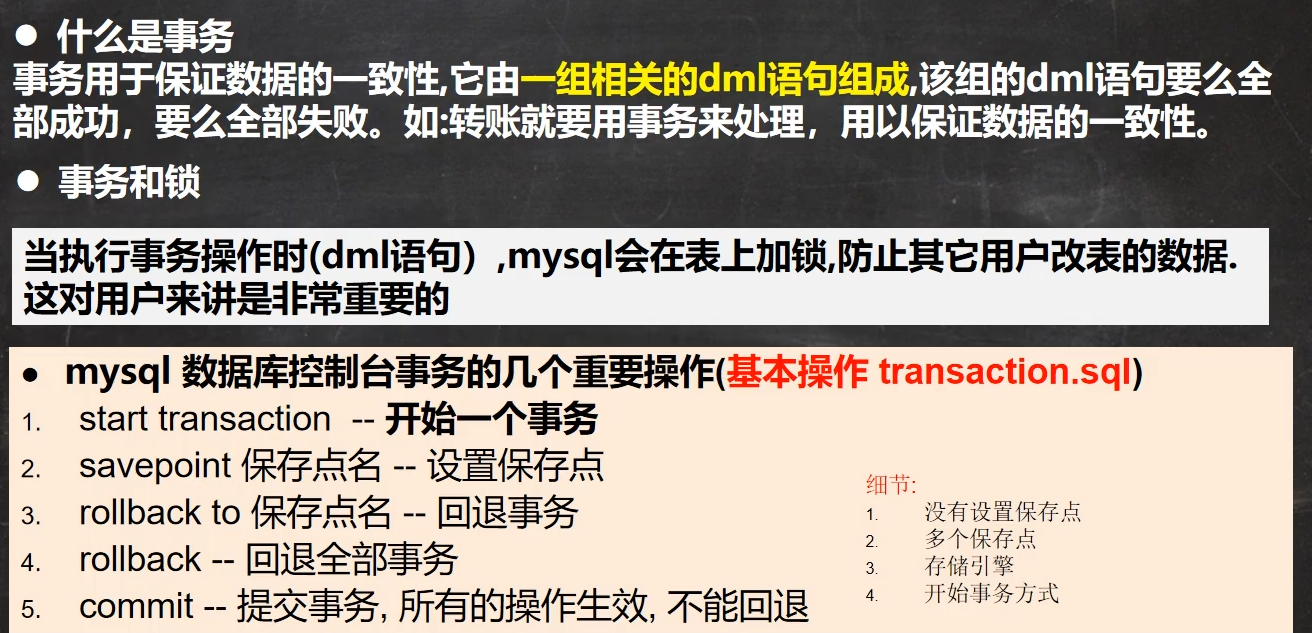 ● 什么是事务
事务用于保证数据的一致性,它由一组相关的dml语句组成,该组的dml语句要么全
部成功，要么全部失败。如:转账就要用事务来处理，用以保证数据的一致性。
● 事务和锁
当执行事务操作时(dml语句）,mysql会在表上加锁,防止其它用户改表的数据.
这对用户来讲是非常重要的
● mysql 数据库控制台事务的几个重要操作(基本操作 transaction.sql)
1. start transaction -- 开始一个事务
2. savepoint 保存点名 -- 设置保存点
3. rollback to 保存点名 -- 回退事务
4. rollback -- 回退全部事务
5. commit -- 提交事务, 所有的操作生效, 不能回退
细节:
1. 没有设置保存点
2. 多个保存点
3. 存储引擎
4. 开始事务方式